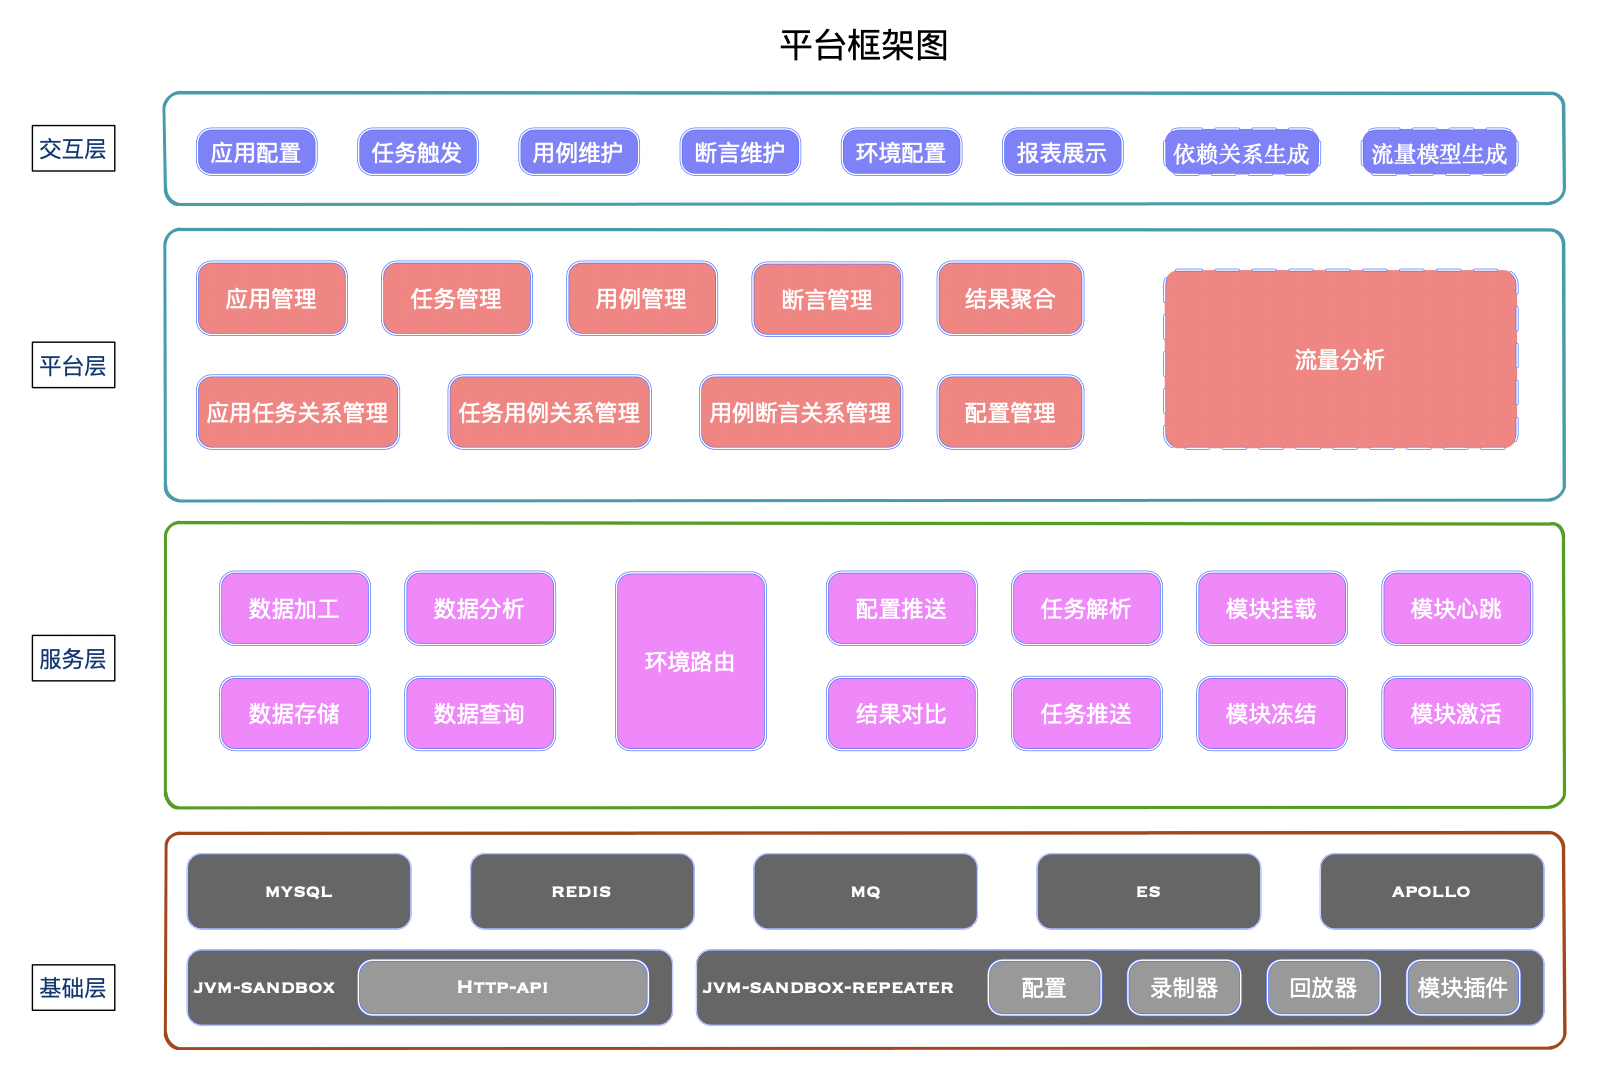 平台框架图
交互层
应用配置
任务触发
用例维护
断言维护
环境配置
报表展示
依赖关系生成
流量模型生成
平台层
应用管理
任务管理
用例管理
断言管理
结果聚合
流量分析
应用任务关系管理
任务用例关系管理
用例断言关系管理
配置管理
服务层
数据加工
数据分析
环境路由
配置推送
任务解析
模块挂载
模块心跳
数据存储
数据查询
结果对比
任务推送
模块冻结
模块激活
基础层
MYSQL
REDIS
MQ
ES
APOLLO
JVM-SANDBOX
Http-api
JVM-SANDBOX-REPEATER
配置
录制器
回放器
模块插件